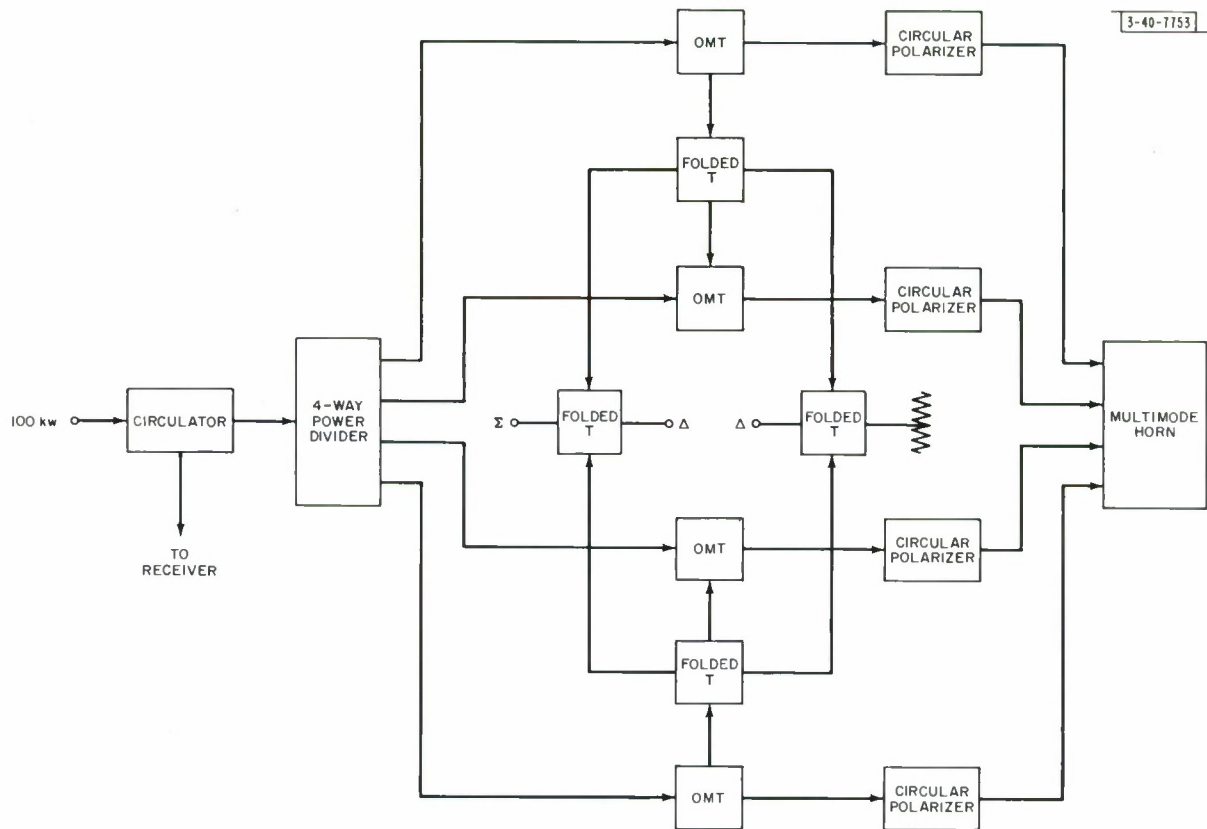 3-40-7753
OMT
CIRCULAR
POLARIZER
FOLDED
T
OMT
CIRCULAR
POLARIZER
100 kw
CIRCULATOR
4-WAY
POWER
DIVIDER
Σ
FOLDED
T
Δ
Δ
FOLDED
T
MULTIMODE
HORN
TO
RECEIVER
OMT
CIRCULAR
POLARIZER
FOLDED
T
OMT
CIRCULAR
POLARIZER